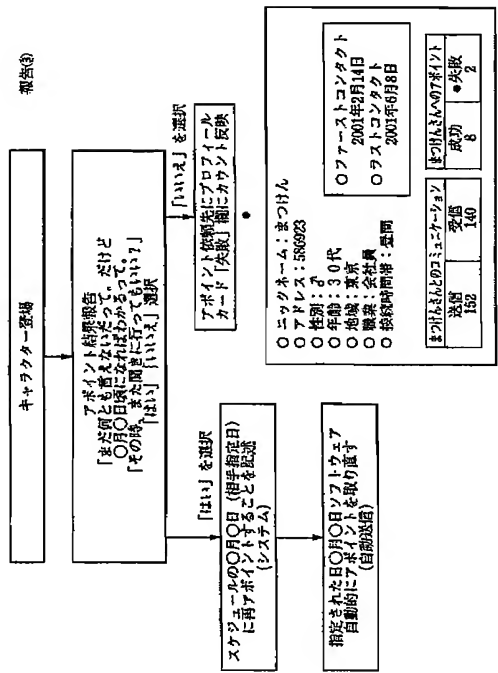 報告(3)
キャラクター登場
アポイント結果報告
「まだ何とも言えないだって。だけど
〇月〇日頃になればわかるって。
「その時、また聞きに行ってもいい?」
「はい」「いいえ」選択
「はい」を選択
「いいえ」を選択
スケジュールの〇月〇日(相手指定日)
に再アポイントすることを記述
(システム)
指定された日〇月〇日ソフトウェア
自動的にアポイントを取り直す
(自動送信)
アポイント依頼先にプロフィール
カード「失敗」欄にカウント反映
○ニックネーム:まつけん
○アドレス:586923
○性別:♂
○年齢:30代
○地域:東京
○職業:会社員
○接続時間帯:昼間
○ファーストコンタクト
2001年2月14日
○ラストコンタクト
2001年6月8日
まつけんさんとのコミュニケーション
送信 受信
152 140
まつけんさんへのアポイント
成功 ●失敗
8 2